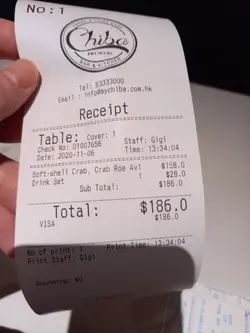 No:1
Chiba
PREMIERE
BAR & KITCHEN
Tel: 83333000
Email : info@mychiba.com.hk
Receipt
Table: Cover: 1
Check No: 01007656 Staff: Gigi
Date: 2020-11-06 Time: 13:34:04
Soft-shell Crab, Crab Roe Avl $158.0
Drink Set 1 $28.0
Sub Total: $186.0
Total: $186.0
VISA $186.0
No of print: 1 Print Time: 13:34:04
Print Staff: Gigi
Rounding: $0